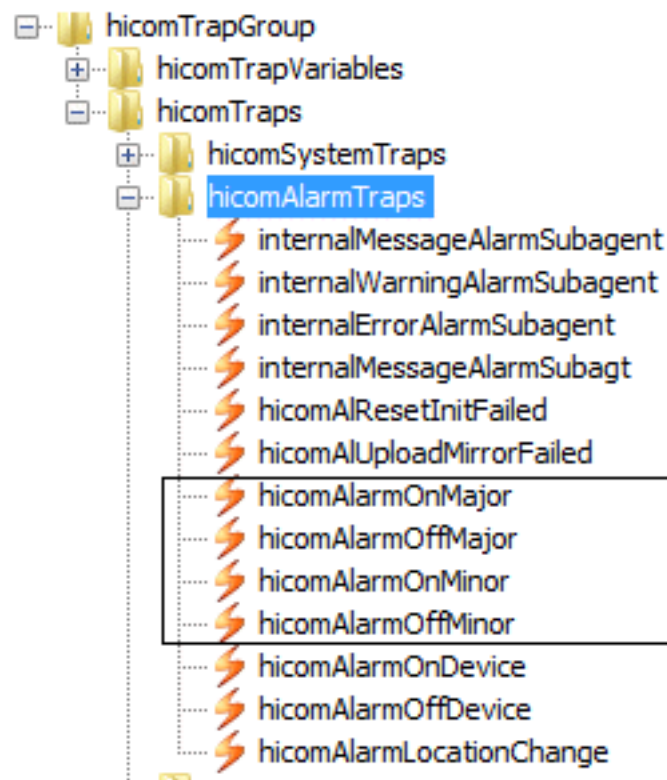 hicomTrapGroup
hicomTrapVariables
hicomTraps
hicomSystemTraps
hicomAlarmTraps
internalMessageAlarmSubagent
internalWarningAlarmSubagent
internalErrorAlarmSubagent
internalMessageAlarmSubagt
hicomAlResetInitFailed
hicomAlUploadMirrorFailed
hicomAlarmOnMajor
hicomAlarmOffMajor
hicomAlarmOnMinor
hicomAlarmOffMinor
hicomAlarmOnDevice
hicomAlarmOffDevice
hicomAlarmLocationChange